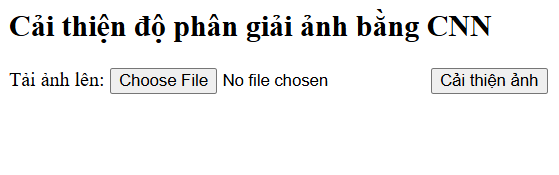 Cải thiện độ phân giải ảnh bằng CNN
Tải ảnh lên: Choose File No file chosen Cải thiện ảnh